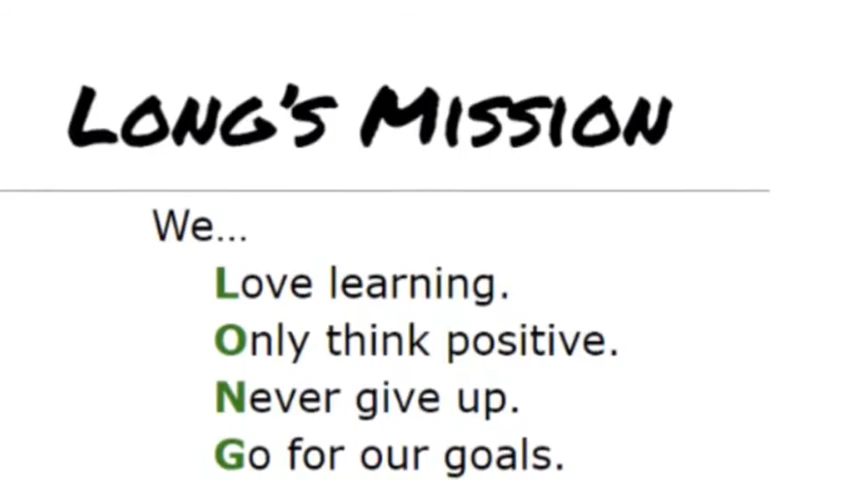 Long's Mission
We...
Love learning.
Only think positive.
Never give up.
Go for our goals.